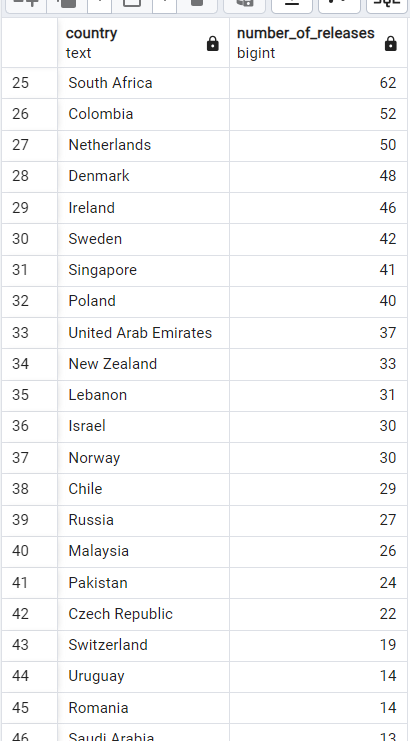 country number_of_releases
text bigint
25 South Africa 62
26 Colombia 52
27 Netherlands 50
28 Denmark 48
29 Ireland 46
30 Sweden 42
31 Singapore 41
32 Poland 40
33 United Arab Emirates 37
34 New Zealand 33
35 Lebanon 31
36 Israel 30
37 Norway 30
38 Chile 29
39 Russia 27
40 Malaysia 26
41 Pakistan 24
42 Czech Republic 22
43 Switzerland 19
44 Uruguay 14
45 Romania 14
46 Saudi Arabia 13